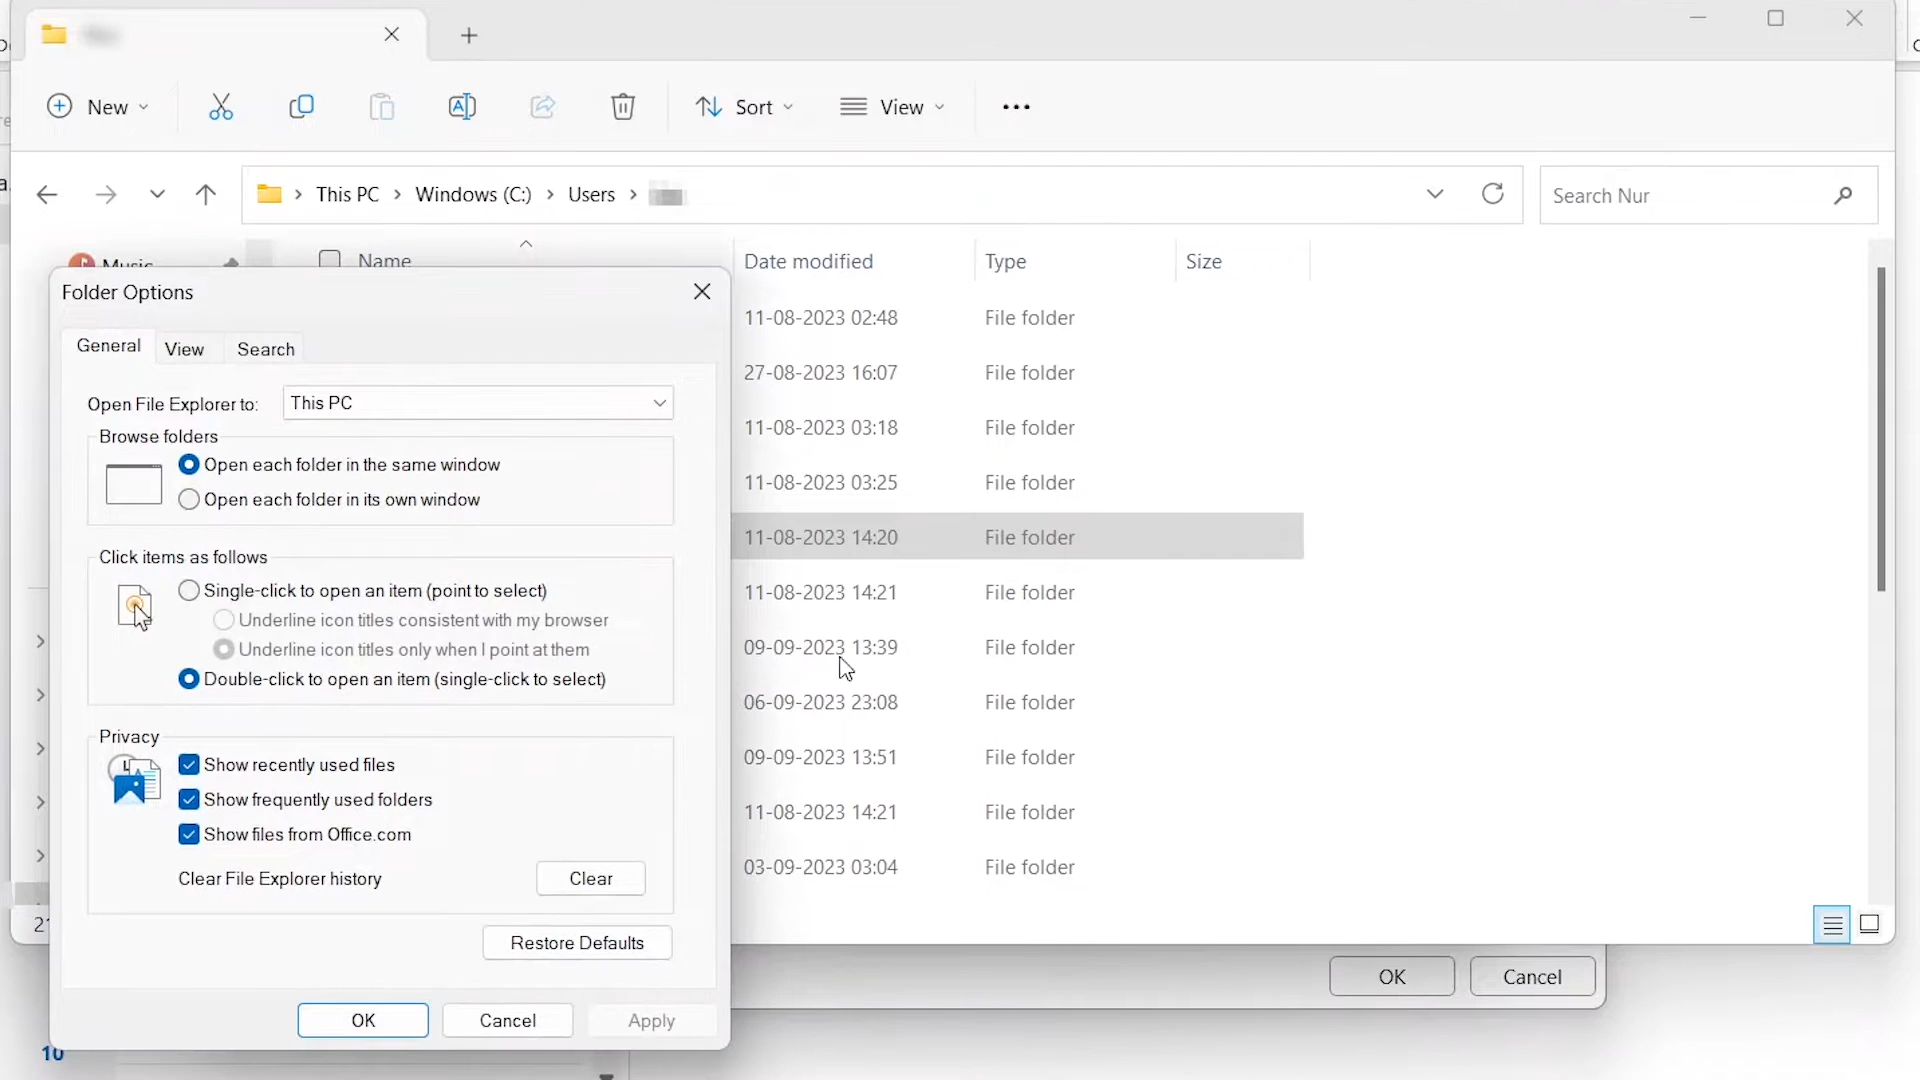 New
Sort
View
This PC
Windows (C:)
Users
Search Nur
Music
Name
Date modified
Type
Size
Folder Options
General
View
Search
Open File Explorer to:
This PC
Browse folders
Open each folder in the same window
Open each folder in its own window
Click items as follows
Single-click to open an item (point to select)
Underline icon titles consistent with my browser
Underline icon titles only when I point at them
Double-click to open an item (single-click to select)
Privacy
Show recently used files
Show frequently used folders
Show files from Office.com
Clear File Explorer history
Clear
Restore Defaults
OK
Cancel
Apply
11-08-2023 02:48 File folder
27-08-2023 16:07 File folder
11-08-2023 03:18 File folder
11-08-2023 03:25 File folder
11-08-2023 14:20 File folder
11-08-2023 14:21 File folder
09-09-2023 13:39 File folder
06-09-2023 23:08 File folder
09-09-2023 13:51 File folder
11-08-2023 14:21 File folder
03-09-2023 03:04 File folder
OK
Cancel
10